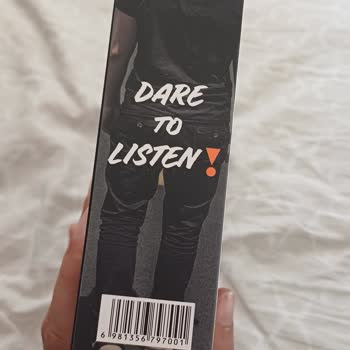 DARE
TO
LISTEN!
6 981356 797001